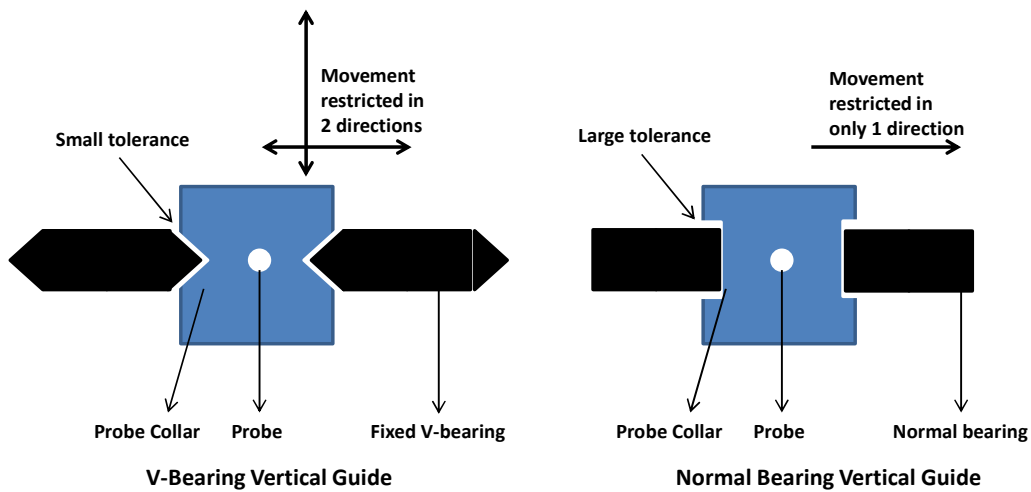 Movement
restricted in
2 directions
Small tolerance
Probe Collar
Probe
Fixed V-bearing
V-Bearing Vertical Guide
Movement
restricted in
only 1 direction
Large tolerance
Probe Collar
Probe
Normal bearing
Normal Bearing Vertical Guide